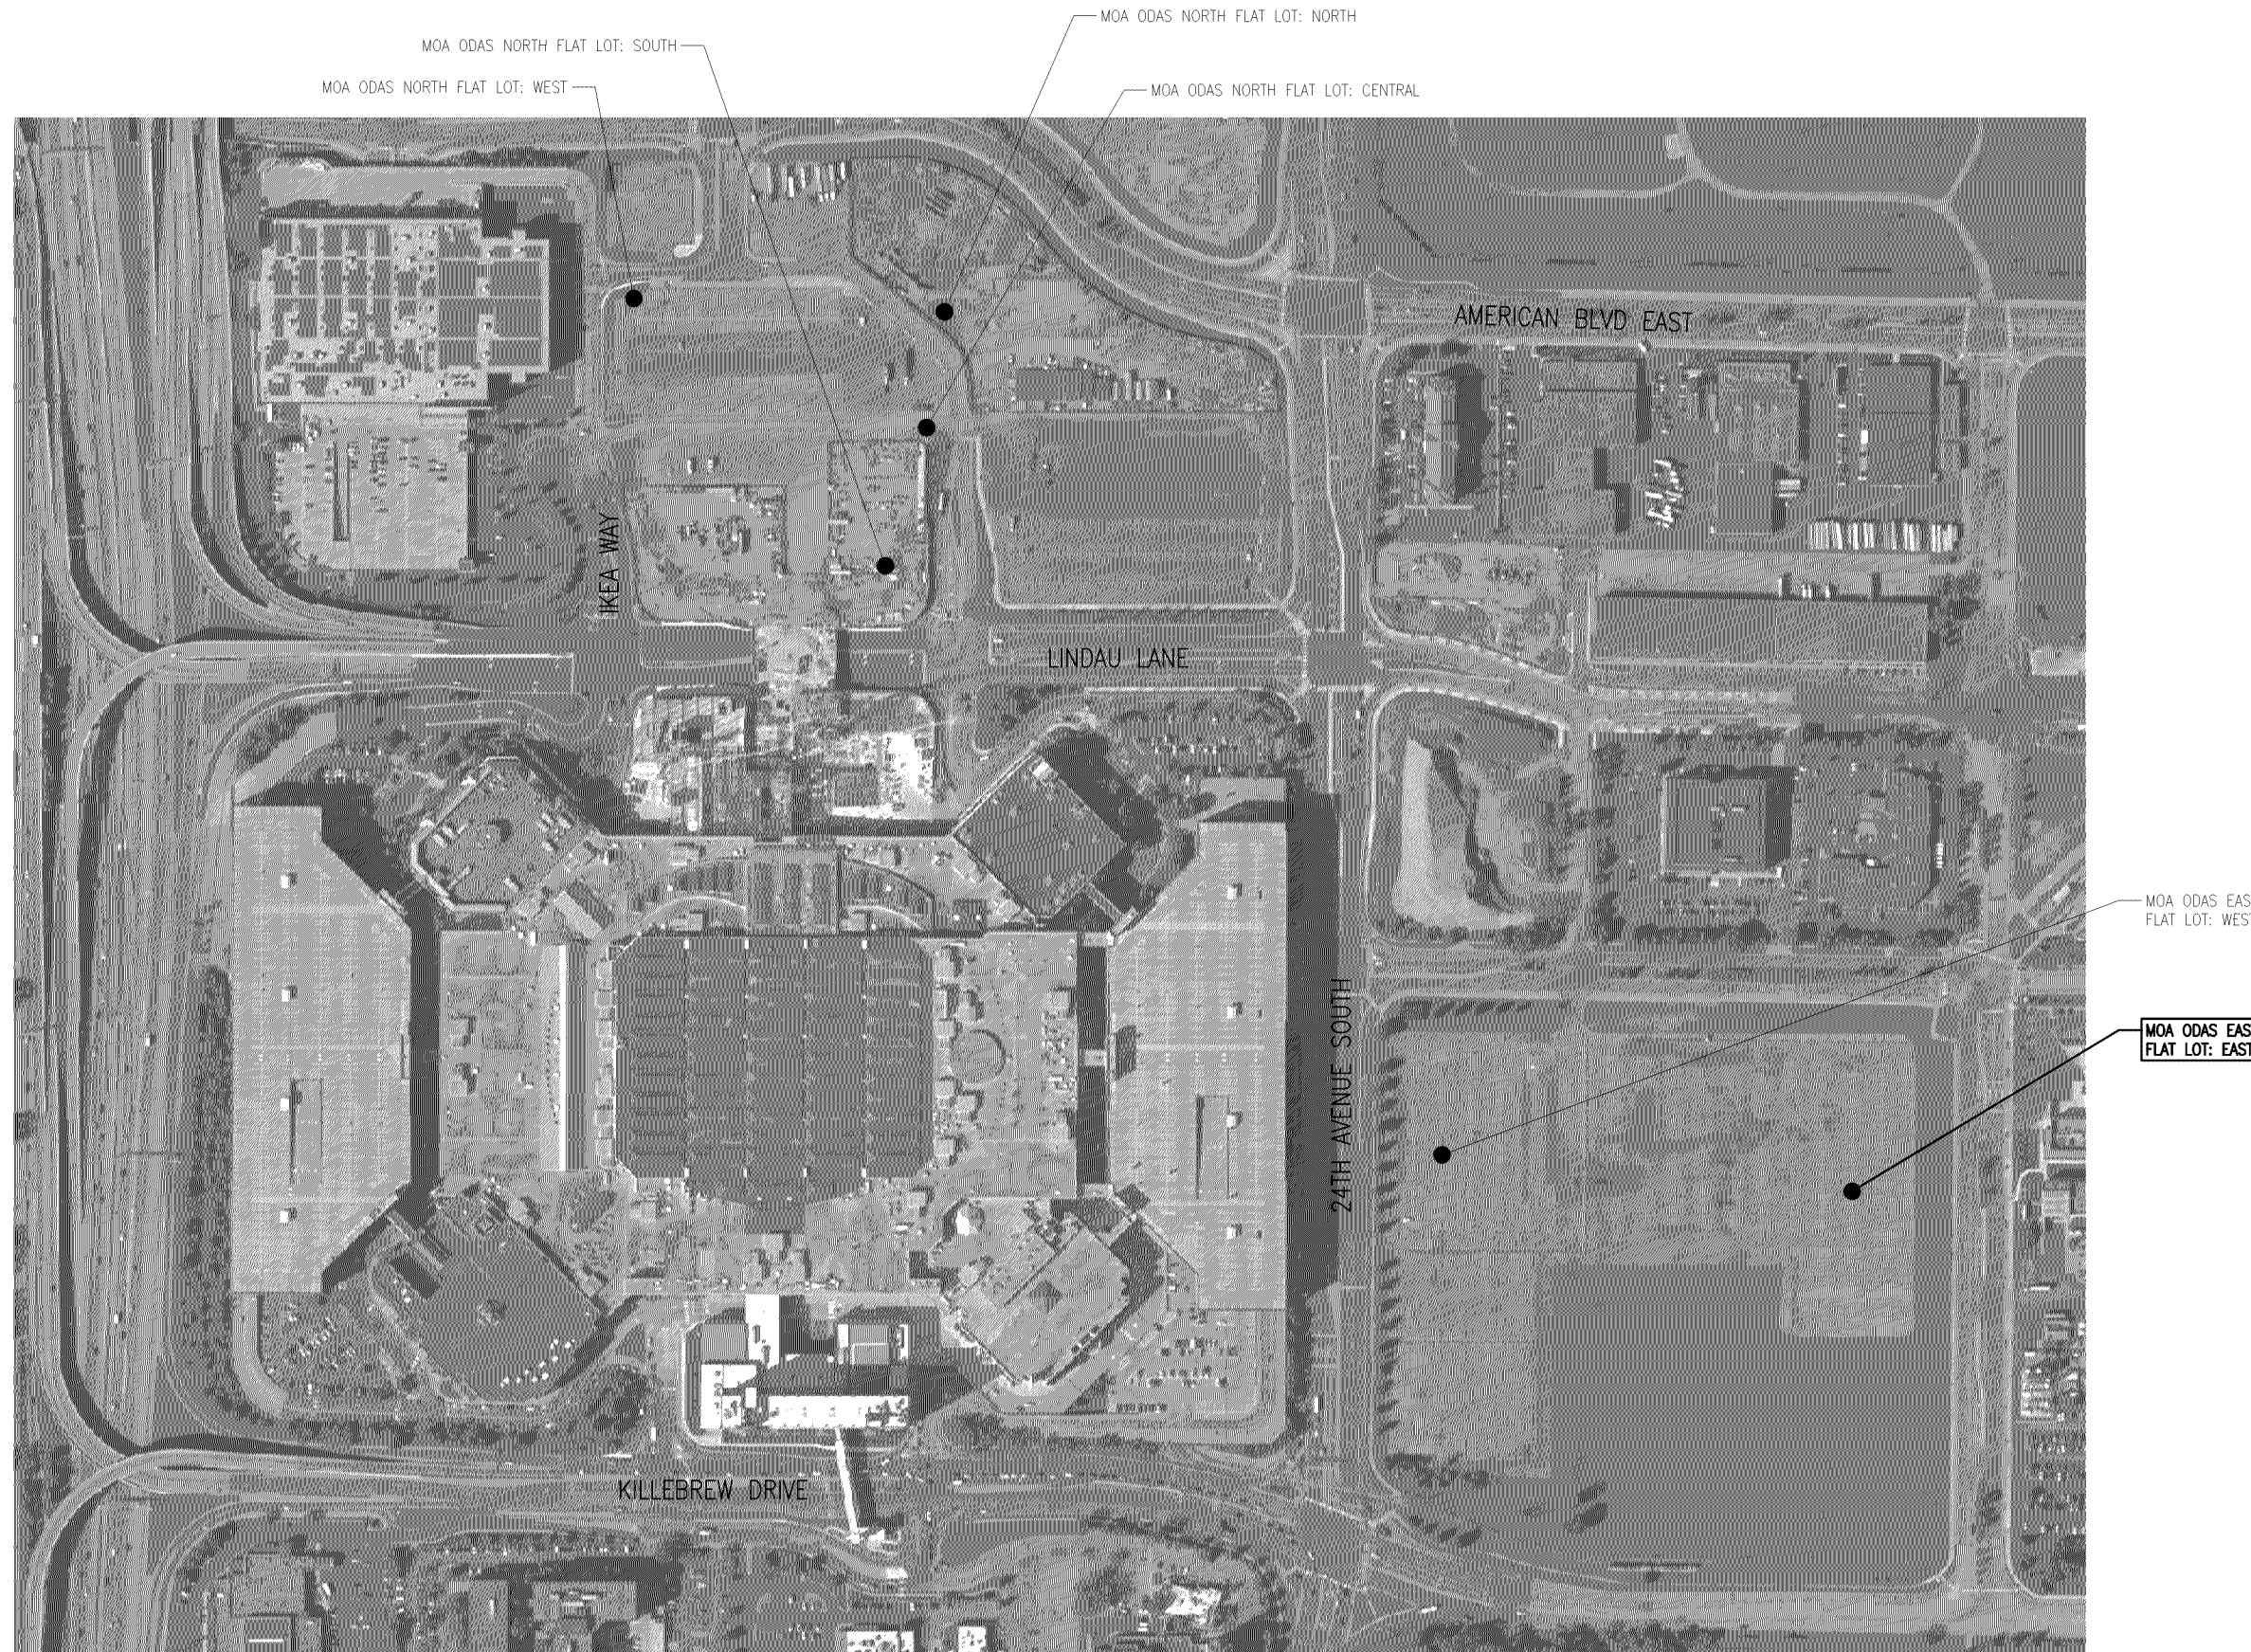 MOA ODAS NORTH FLAT LOT: NORTH
MOA ODAS NORTH FLAT LOT: SOUTH
MOA ODAS NORTH FLAT LOT: WEST
MOA ODAS NORTH FLAT LOT: CENTRAL
AMERICAN BLVD EAST
IKEA WAY
LINDAU LANE
MOA ODAS EAS
FLAT LOT: WES
24TH AVENUE SOUTH
MOA ODAS EAS
FLAT LOT: EAST
KILLEBREW DRIVE